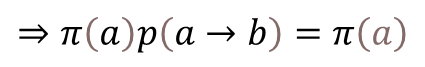 ⇒ π(a)p(a → b) = π(a)